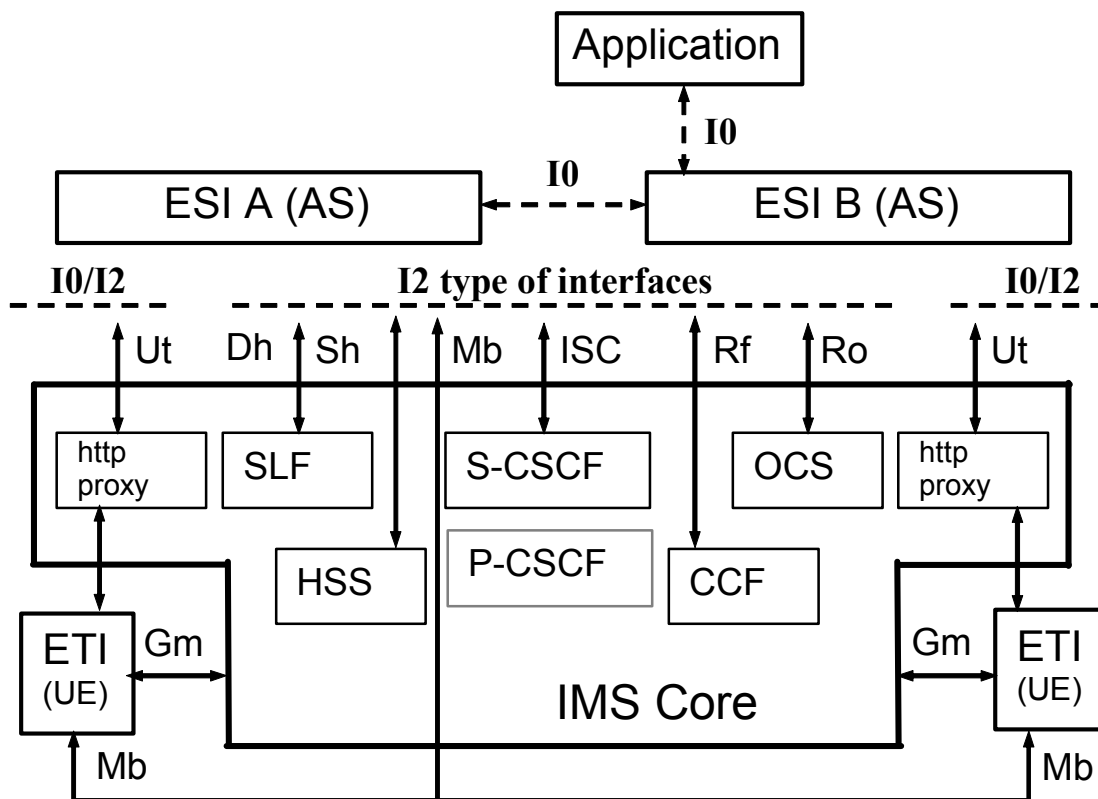 Application
I0
I0
ESI A (AS)
ESI B (AS)
I0/I2
I2 type of interfaces
I0/I2
Ut
Dh
Sh
Mb
ISC
Rf
Ro
Ut
http
proxy
SLF
S-CSCF
OCS
http
proxy
HSS
P-CSCF
CCF
ETI
(UE)
Gm
Gm
ETI
(UE)
IMS Core
Mb
Mb